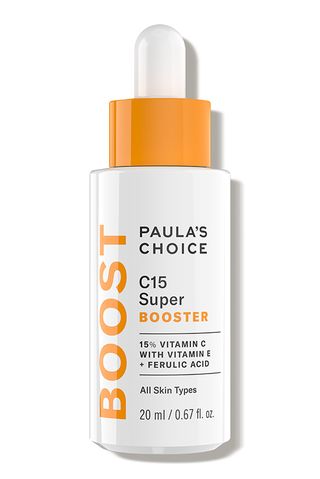 BOOST
PAULA'S
CHOICE
C15
Super
BOOSTER
15% VITAMIN C
WITH VITAMIN E
+ FERULIC ACID
All Skin Types
20 ml / 0.67 fl. oz.